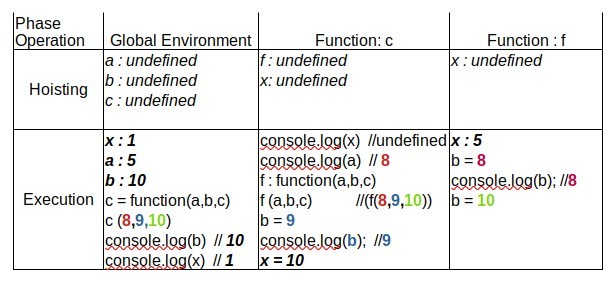 Phase
Operation Global Environment Function: c Function : f
Hoisting
a : undefined
b : undefined
c : undefined
f : undefined
x: undefined
x : undefined
Execution
x : 1
a : 5
b : 10
c = function(a,b,c)
c (8,9,10)
console.log(b) // 10
console.log(x) // 1
console.log(x) //undefined
console.log(a) // 8
f : function(a,b,c)
f (a,b,c) //(f(8,9,10))
b = 9
console.log(b); //9
x = 10
x : 5
b = 8
console.log(b); //8
b = 10